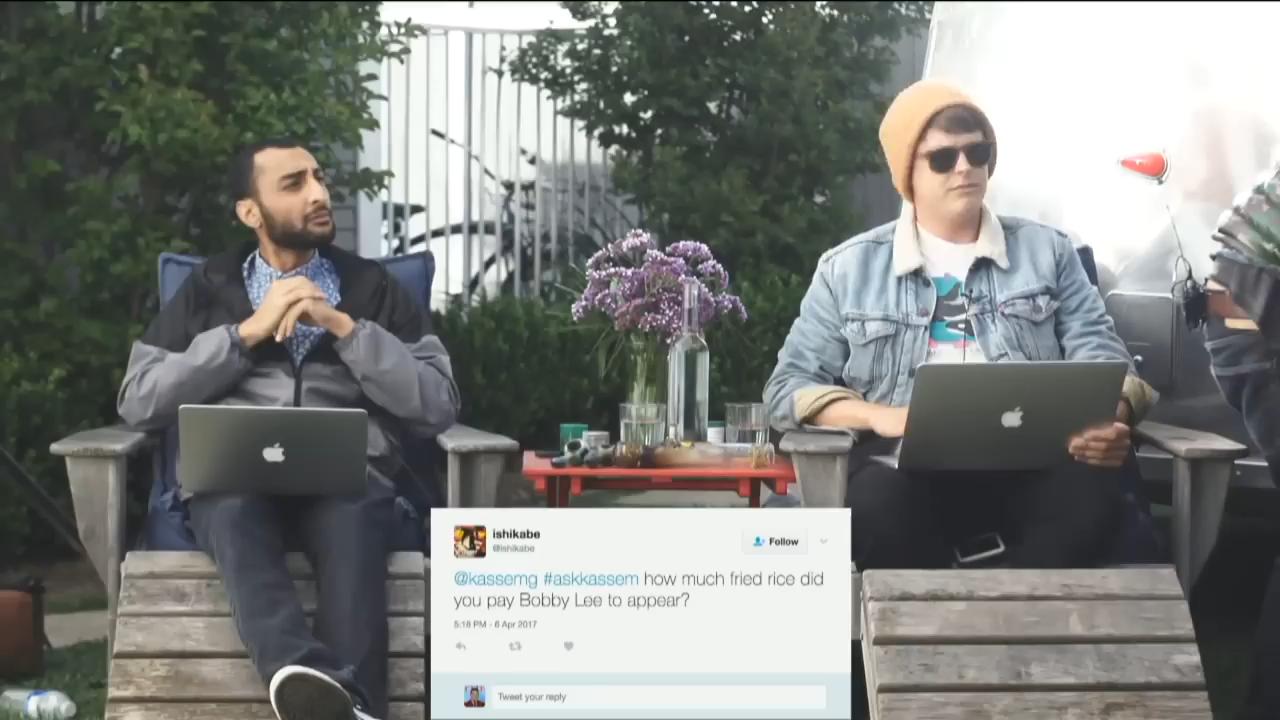 ishikabe
@ishikabe
Follow
@kassemg #askkassem how much fried rice did
you pay Bobby Lee to appear?
5:18 PM - 6 Apr 2017
Tweet your reply